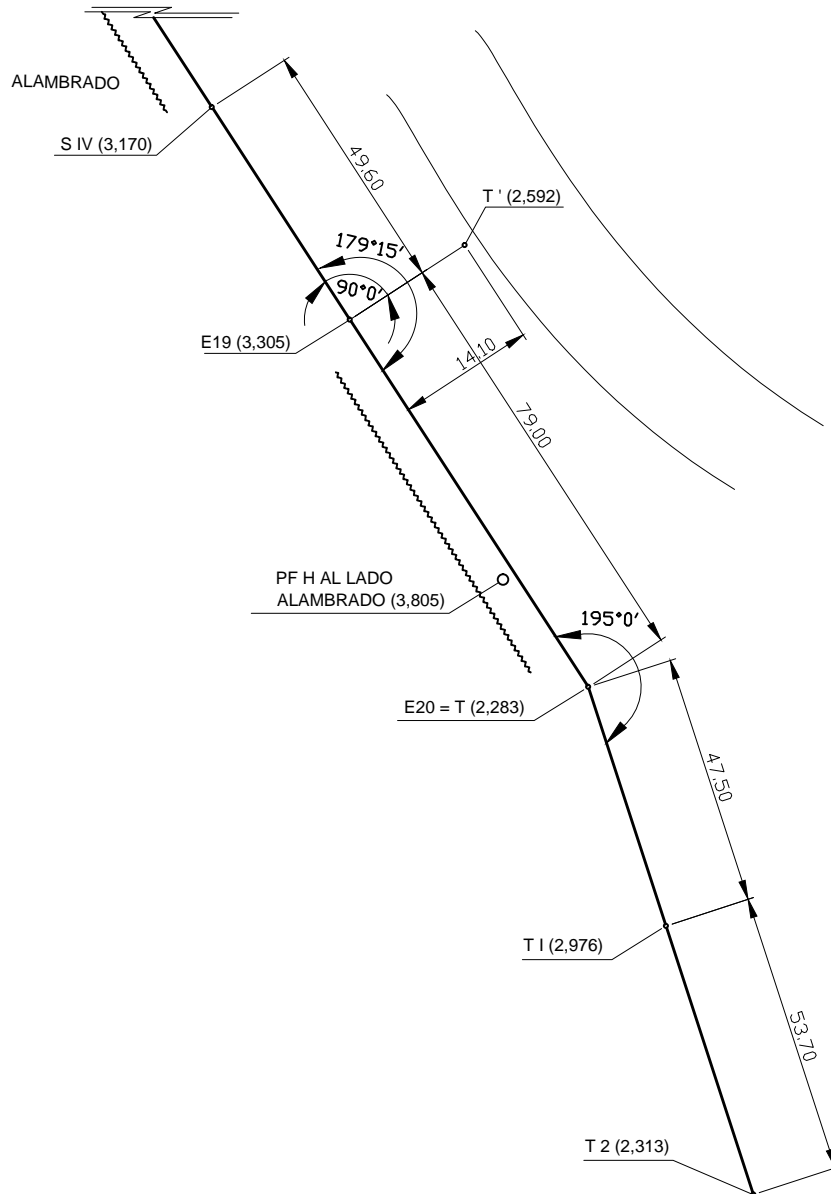 ALAMBRADO
S IV (3,170)
49.60
T ' (2,592)
179°15'
90°0'
E19 (3,305)
14.10
79.00
PF H AL LADO
ALAMBRADO (3,805)
195°0'
E20 = T (2,283)
47.50
T I (2,976)
53.70
T 2 (2,313)